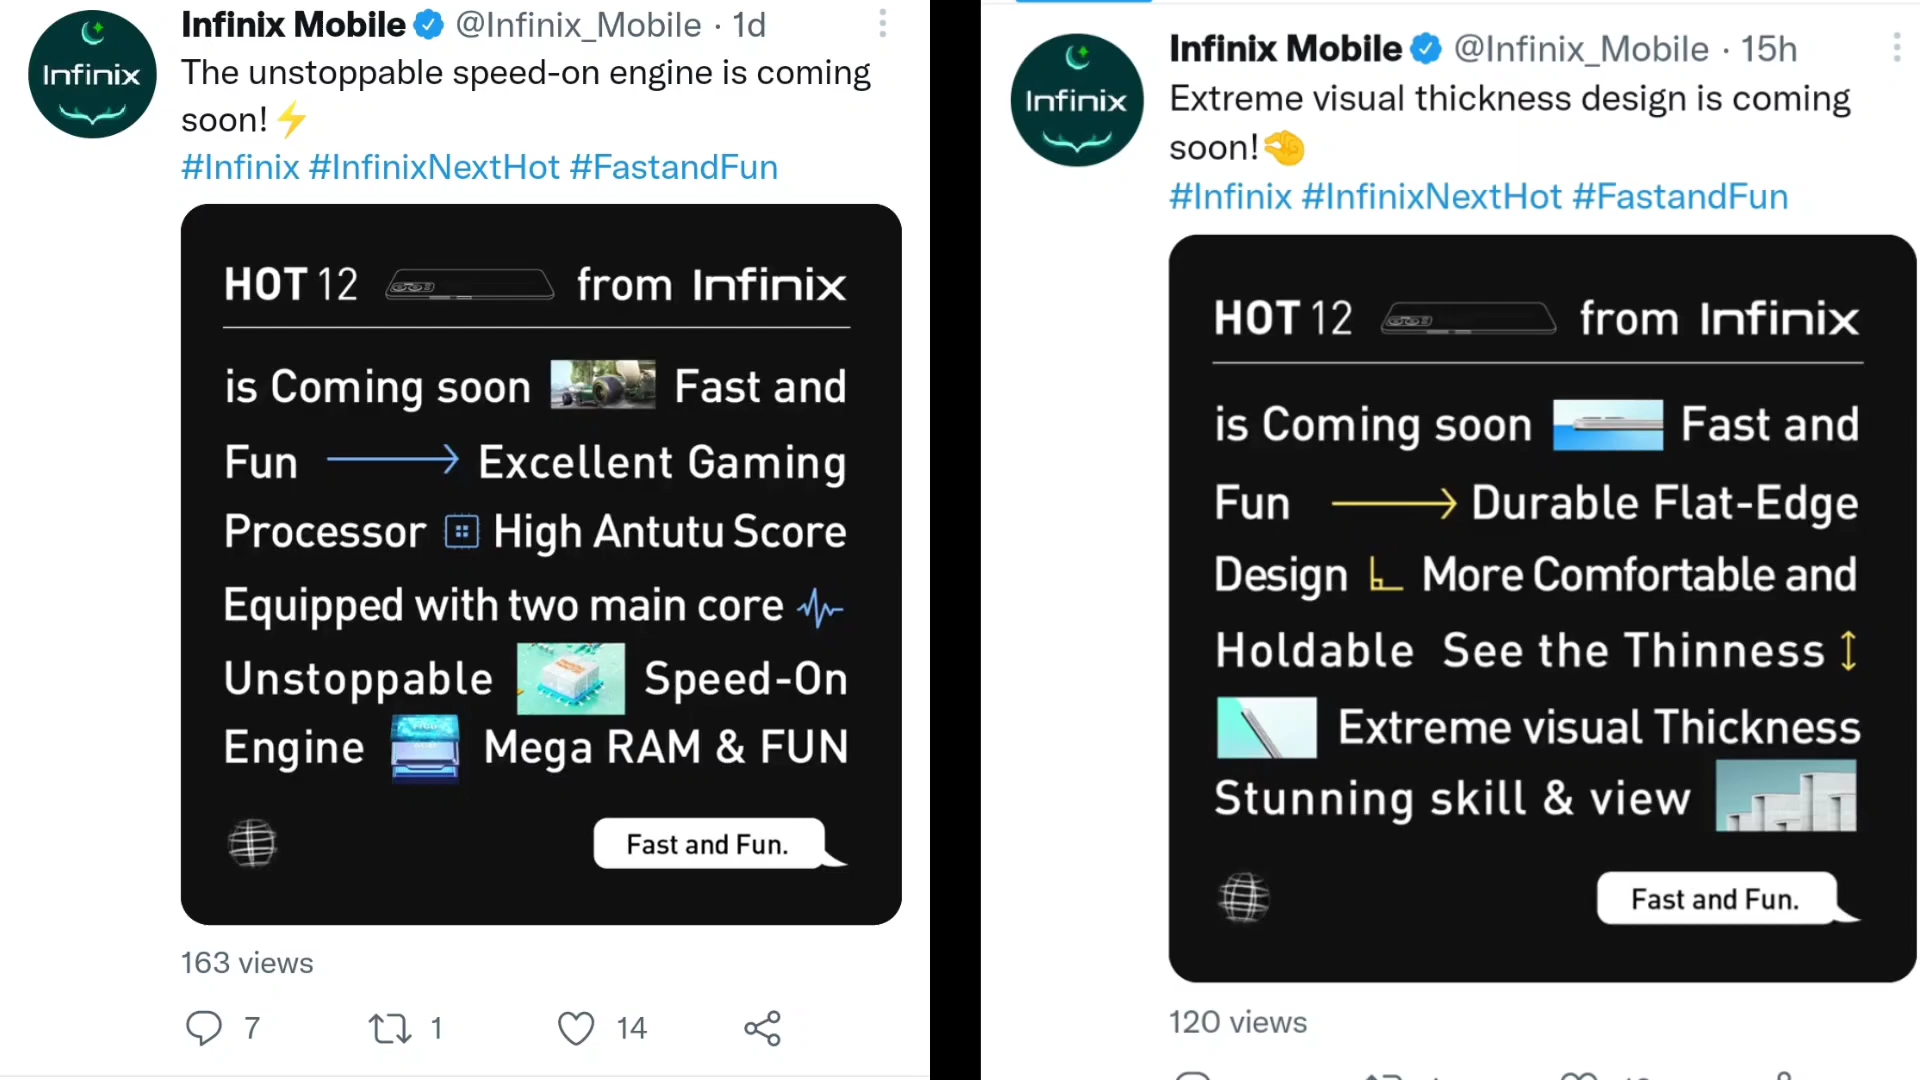 Infinix
Infinix Mobile @Infinix_Mobile · 1d
The unstoppable speed-on engine is coming
soon!⚡
#Infinix #InfinixNextHot #FastandFun
HOT 12 from Infinix
is Coming soon Fast and
Fun → Excellent Gaming
Processor High Antutu Score
Equipped with two main core
Unstoppable Speed-On
Engine Mega RAM & FUN
Fast and Fun.
163 views
7 1 14
Infinix
Infinix Mobile @Infinix_Mobile · 15h
Extreme visual thickness design is coming
soon!🤏
#Infinix #InfinixNextHot #FastandFun
HOT 12 from Infinix
is Coming soon Fast and
Fun → Durable Flat-Edge
Design More Comfortable and
Holdable See the Thinness ↕
Extreme visual Thickness
Stunning skill & view
Fast and Fun.
120 views